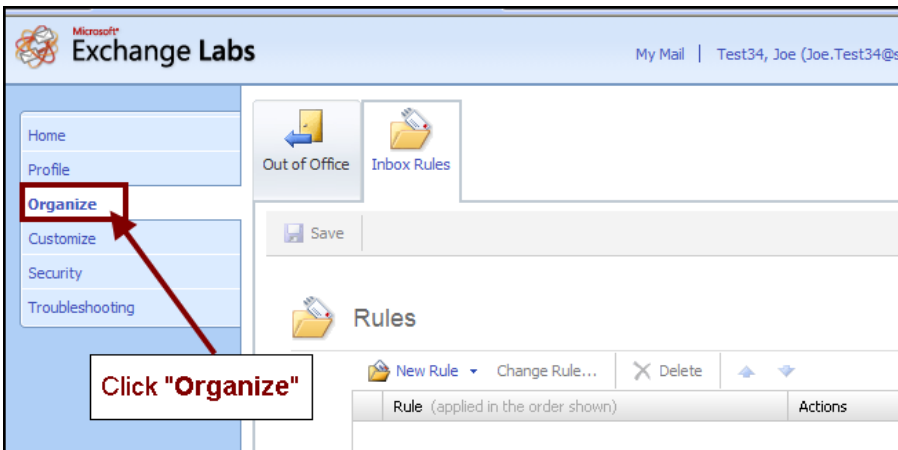 Microsoft®
Exchange Labs
My Mail | Test34, Joe (Joe.Test34@s
Home
Profile
Organize
Customize
Security
Troubleshooting
Out of Office
Inbox Rules
Save
Rules
New Rule Change Rule... Delete
Rule (applied in the order shown) Actions
Click "Organize"